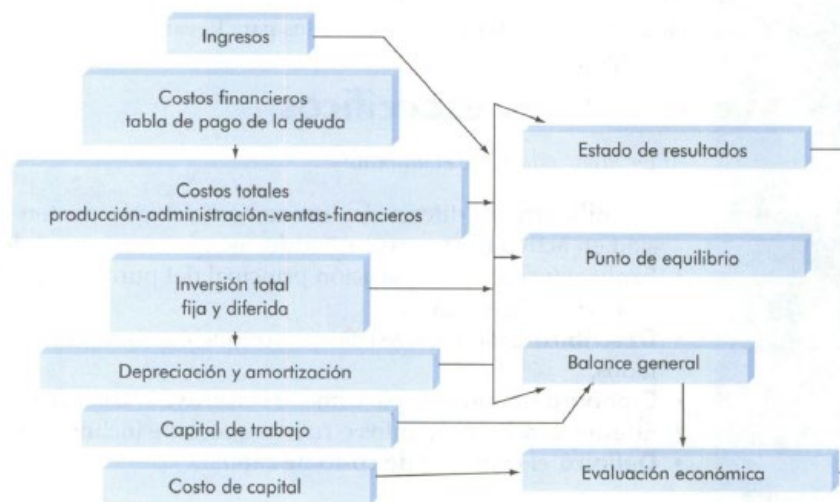 Ingresos
Costos financieros
tabla de pago de la deuda
Estado de resultados
Costos totales
producción-administración-ventas-financieros
Punto de equilibrio
Inversión total
fija y diferida
Balance general
Depreciación y amortización
Capital de trabajo
Evaluación económica
Costo de capital